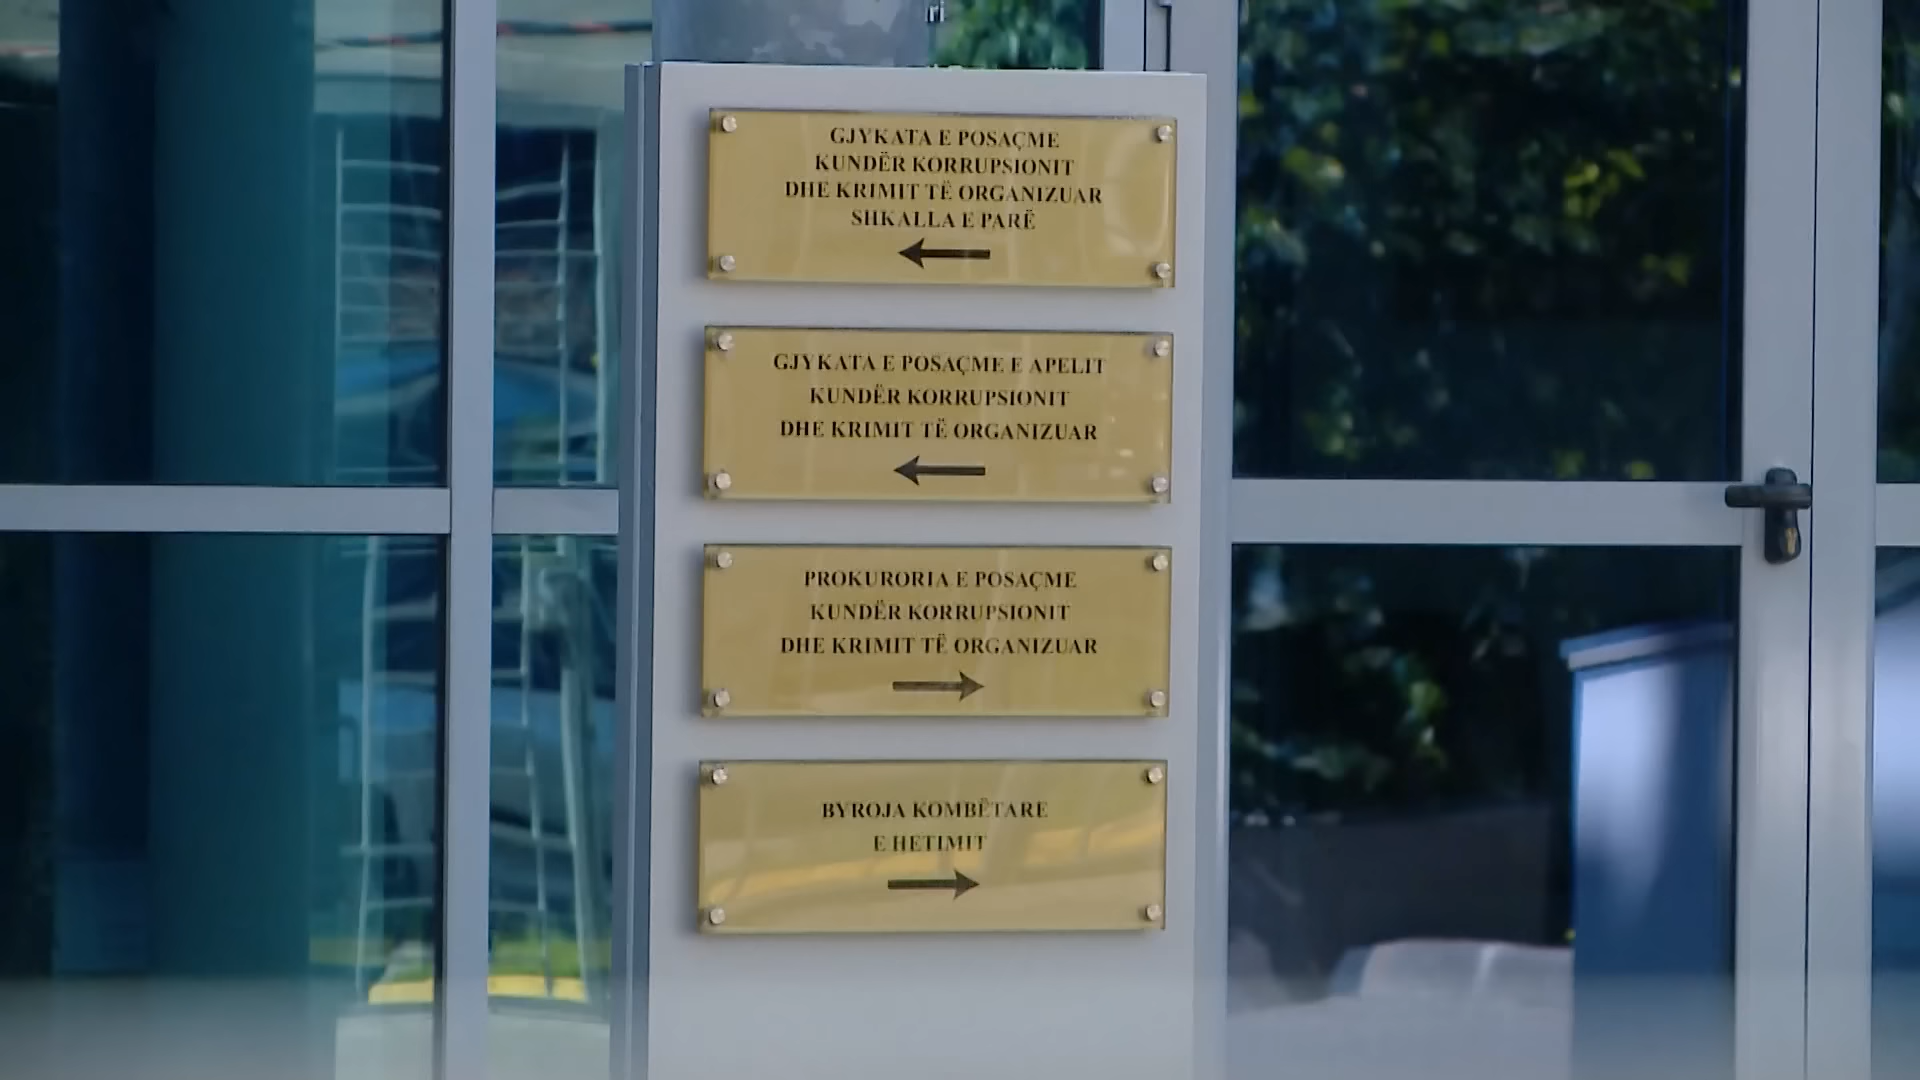 GJYKATA E POSAÇME
KUNDËR KORRUPSIONIT
DHE KRIMIT TË ORGANIZUAR
SHKALLA E PARË
GJYKATA E POSAÇME E APELIT
KUNDËR KORRUPSIONIT
DHE KRIMIT TË ORGANIZUAR
PROKURORIA E POSAÇME
KUNDËR KORRUPSIONIT
DHE KRIMIT TË ORGANIZUAR
BYROJA KOMBËTARE
E HETIMIT